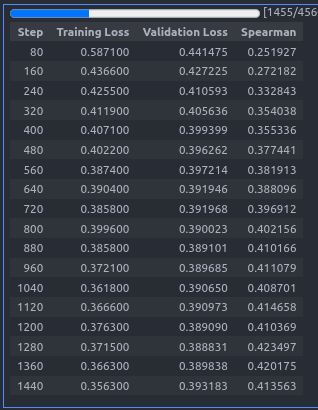 [1455/456
Step Training Loss Validation Loss Spearman
80 0.587100 0.441475 0.251927
160 0.436600 0.427225 0.272182
240 0.425500 0.410593 0.332843
320 0.411900 0.405636 0.354038
400 0.407100 0.399399 0.355336
480 0.402200 0.396262 0.377441
560 0.387400 0.397214 0.381913
640 0.390400 0.391946 0.388096
720 0.385800 0.391968 0.396912
800 0.399600 0.390023 0.402156
880 0.385800 0.389101 0.410166
960 0.372100 0.389685 0.411079
1040 0.361800 0.390650 0.408701
1120 0.366600 0.390973 0.414658
1200 0.376300 0.389090 0.410369
1280 0.371500 0.388831 0.423497
1360 0.366300 0.389838 0.420175
1440 0.356300 0.393183 0.413563